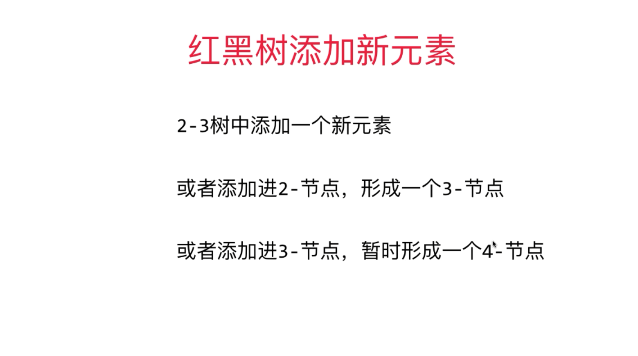 红黑树添加新元素
2-3树中添加一个新元素
或者添加进2-节点，形成一个3-节点
或者添加进3-节点，暂时形成一个4-节点